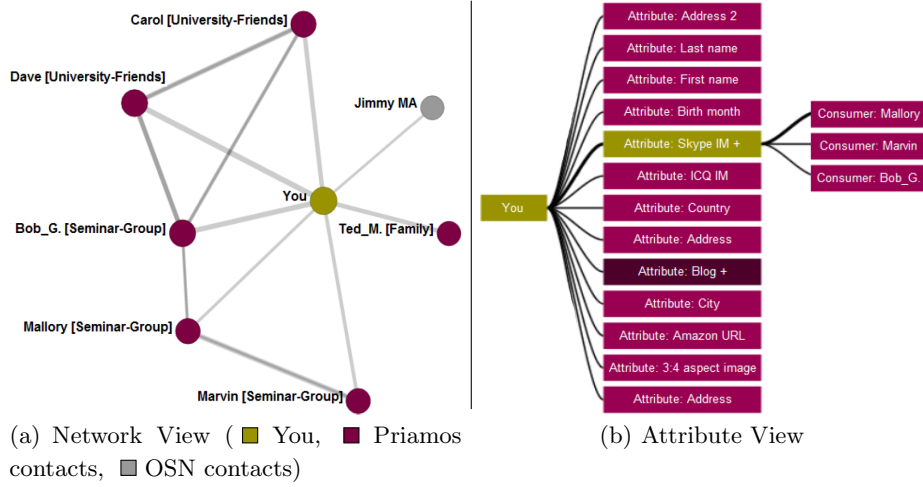 Carol [University-Friends]
Dave [University-Friends]
Jimmy MA
You
Bob_G. [Seminar-Group]
Ted_M. [Family]
Mallory [Seminar-Group]
Marvin [Seminar-Group]
(a) Network View ( You, Priamos
contacts, OSN contacts)
You
Attribute: Address 2
Attribute: Last name
Attribute: First name
Attribute: Birth month
Attribute: Skype IM +
Attribute: ICQ IM
Attribute: Country
Attribute: Address
Attribute: Blog +
Attribute: City
Attribute: Amazon URL
Attribute: 3:4 aspect image
Attribute: Address
Consumer: Mallory
Consumer: Marvin
Consumer: Bob_G.
(b) Attribute View